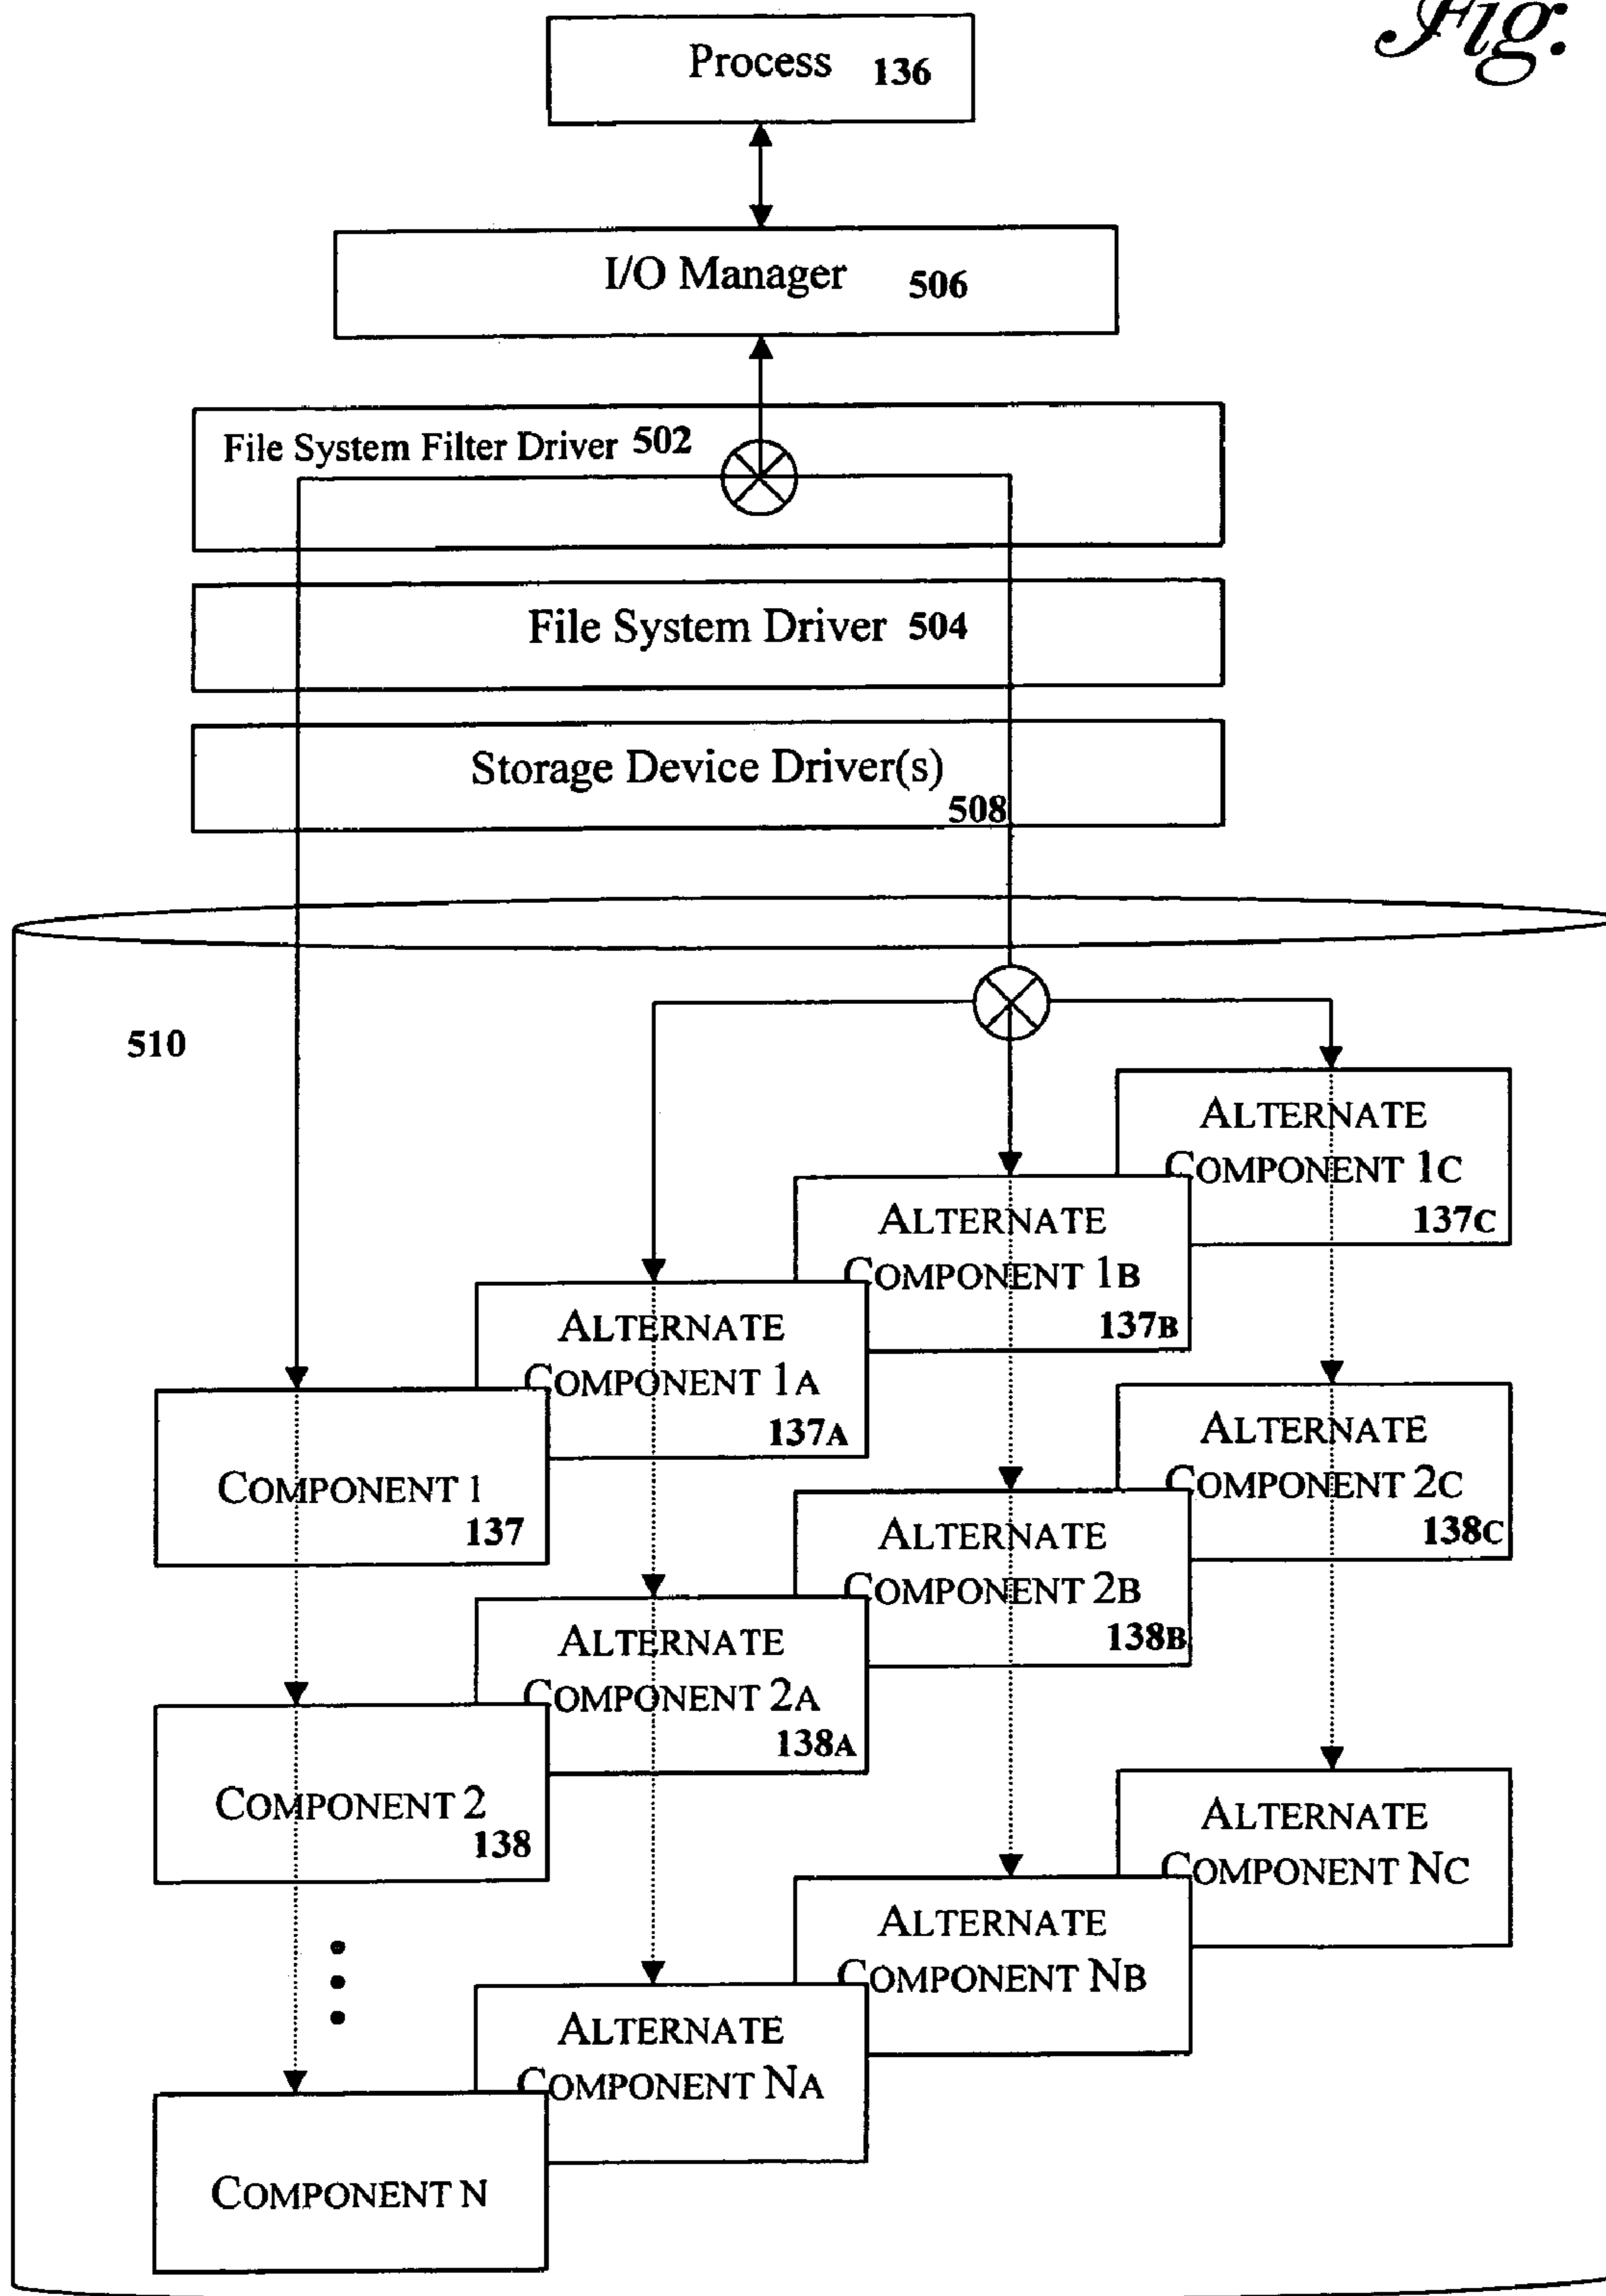 Fig.
Process 136
I/O Manager 506
File System Filter Driver 502
File System Driver 504
Storage Device Driver(s)
508
510
ALTERNATE
COMPONENT 1C
137C
ALTERNATE
COMPONENT 1B
137B
ALTERNATE
COMPONENT 1A
137A
COMPONENT 1
137
ALTERNATE
COMPONENT 2C
138C
ALTERNATE
COMPONENT 2B
138B
ALTERNATE
COMPONENT 2A
138A
COMPONENT 2
138
ALTERNATE
COMPONENT NC
ALTERNATE
COMPONENT NB
ALTERNATE
COMPONENT NA
COMPONENT N